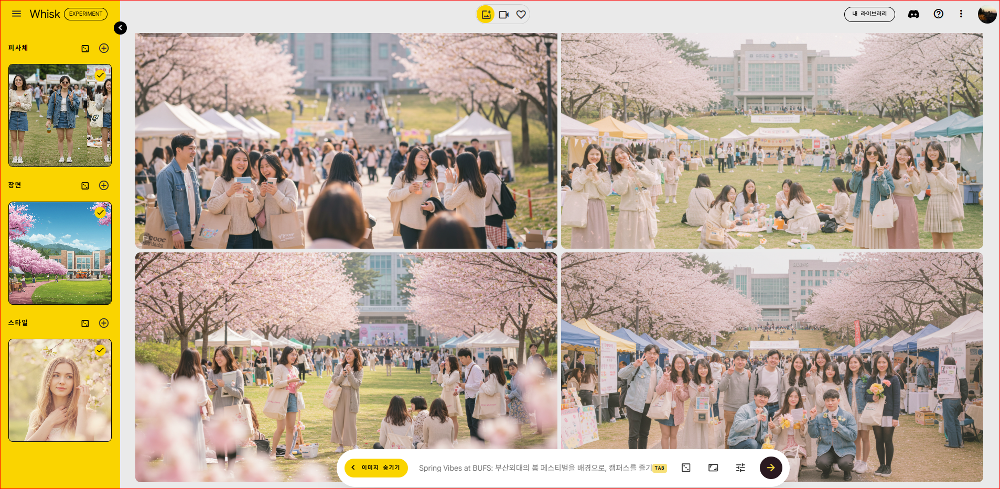 Whisk
EXPERIMENT
내 라이브러리
피사체
장면
스타일
BUFS
이미지 숨기기
Spring Vibes at BUFS: 부산외대의 봄 페스티벌을 배경으로, 캠퍼스를 즐기
TAB